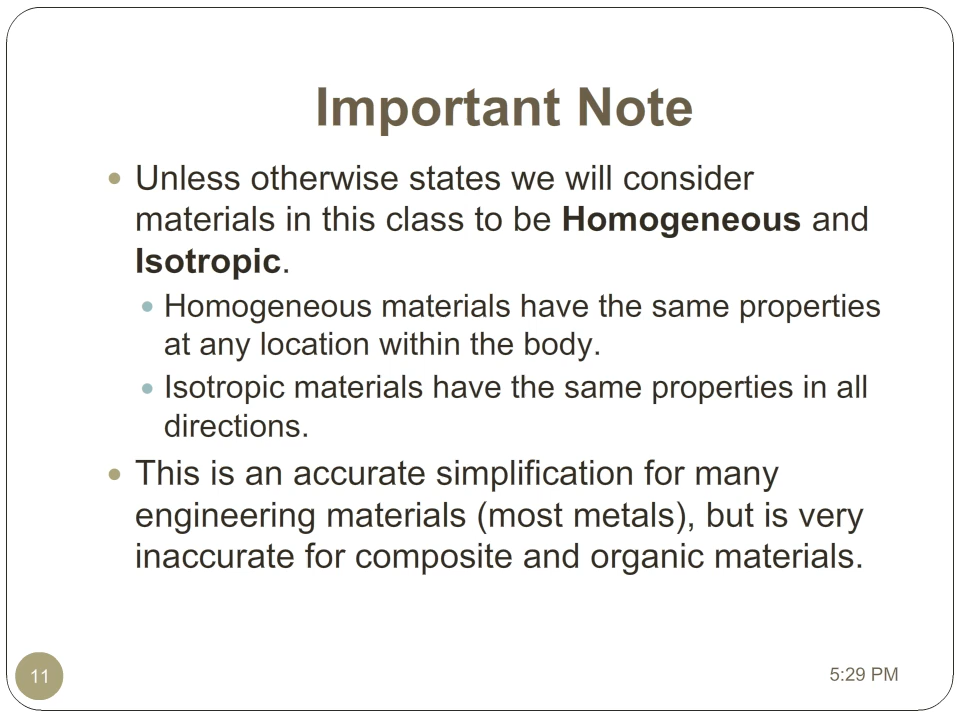 Important Note
Unless otherwise states we will consider
materials in this class to be Homogeneous and
Isotropic.
Homogeneous materials have the same properties
at any location within the body.
Isotropic materials have the same properties in all
directions.
This is an accurate simplification for many
engineering materials (most metals), but is very
inaccurate for composite and organic materials.
11
5:29 PM